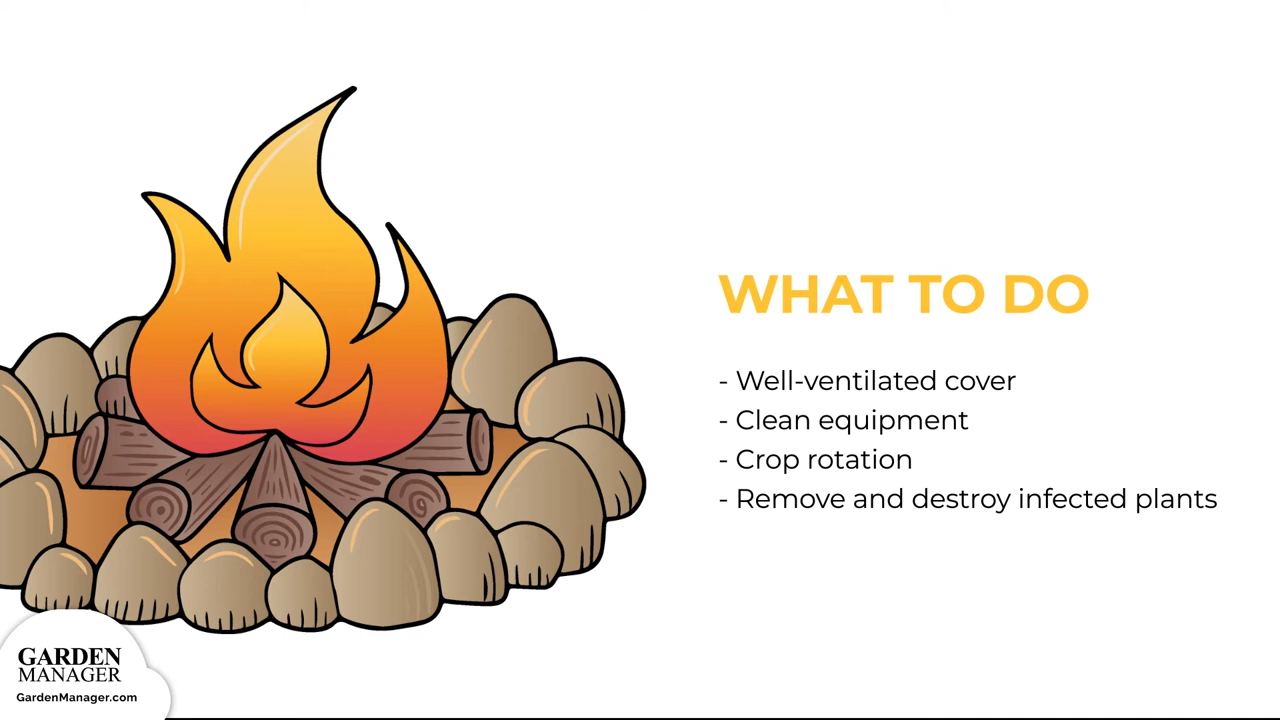 WHAT TO DO
- Well-ventilated cover
- Clean equipment
- Crop rotation
- Remove and destroy infected plants
GARDEN
MANAGER
GardenManager.com